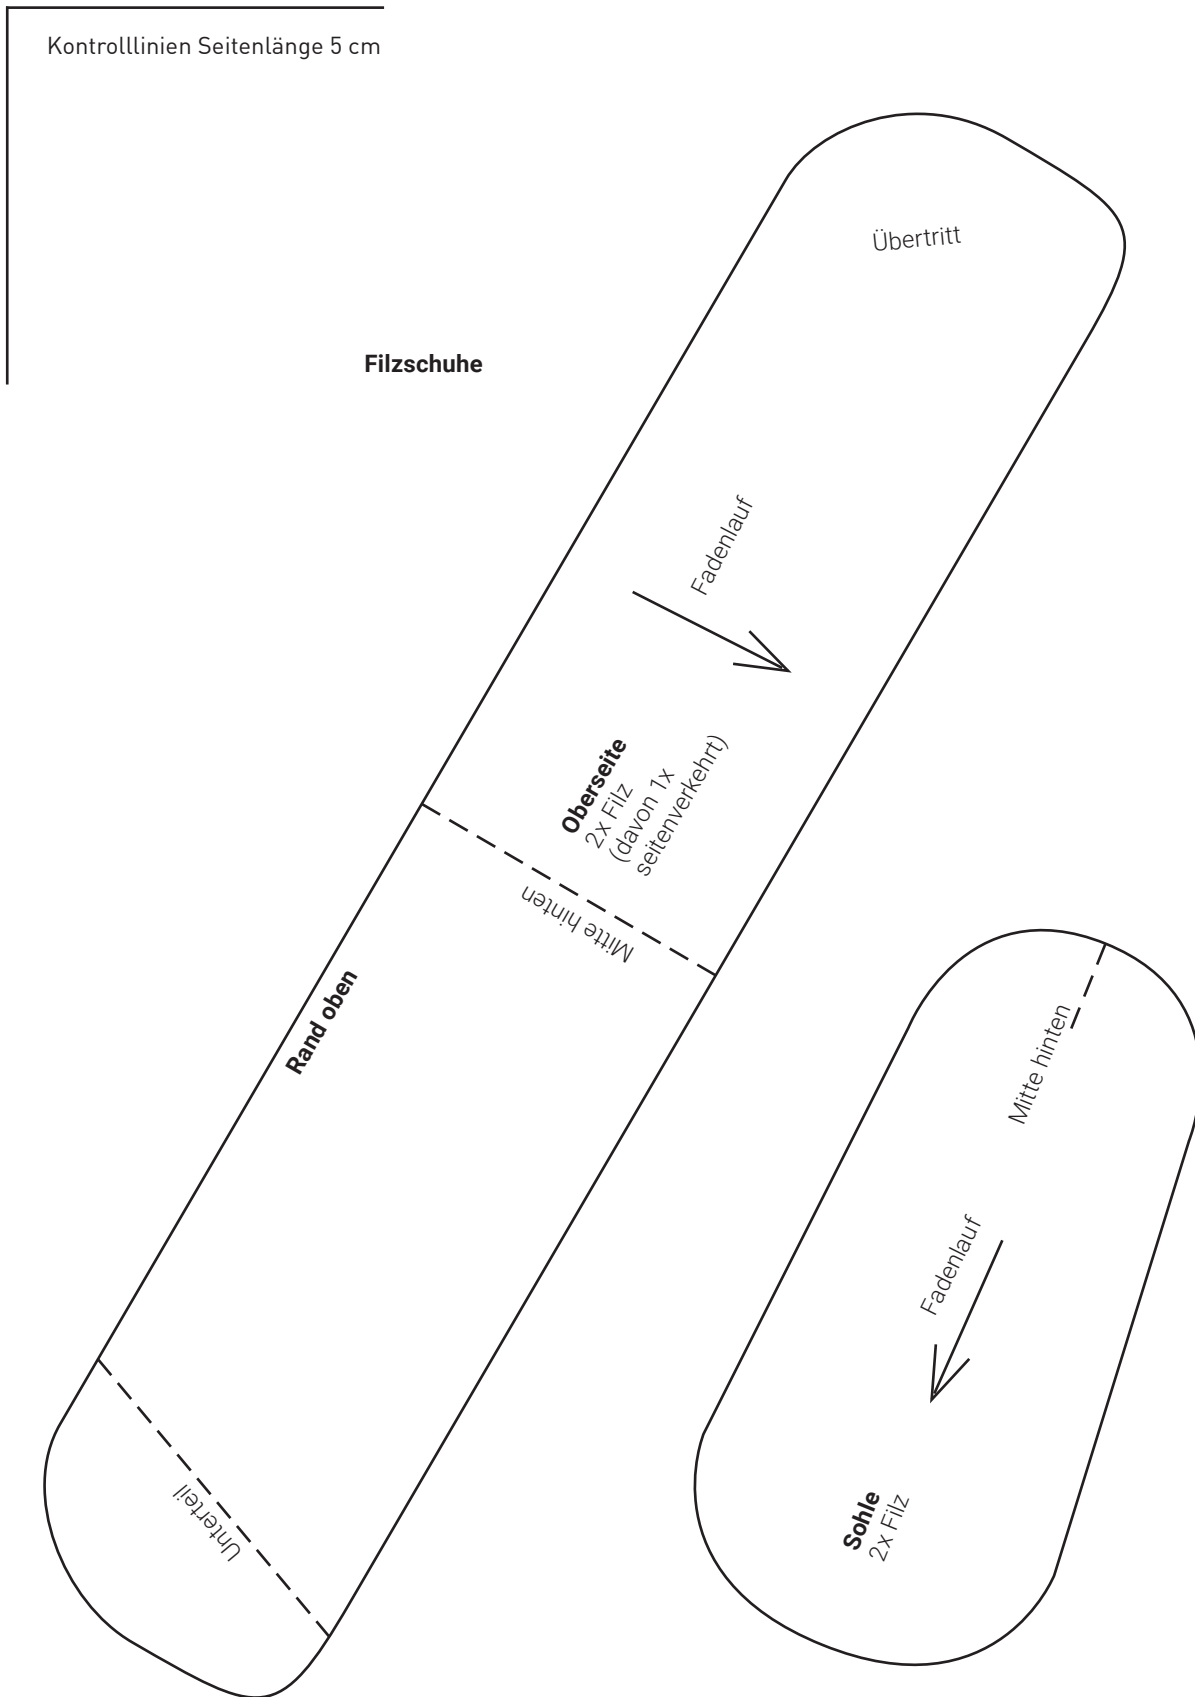 Kontrolllinien Seitenlänge 5 cm
Übertritt
Filzschuhe
Fadenlauf
Oberseite
2x Filz
(davon 1x
seitenverkehrt)
Mitte hinten
Rand oben
Mitte hinten
Fadenlauf
Unterteil
Sohle
2x Filz